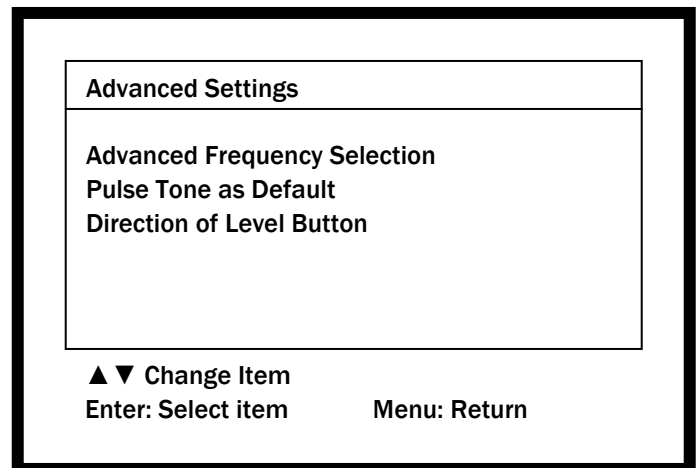 Advanced Settings
Advanced Frequency Selection
Pulse Tone as Default
Direction of Level Button
▲▼ Change Item
Enter: Select item Menu: Return